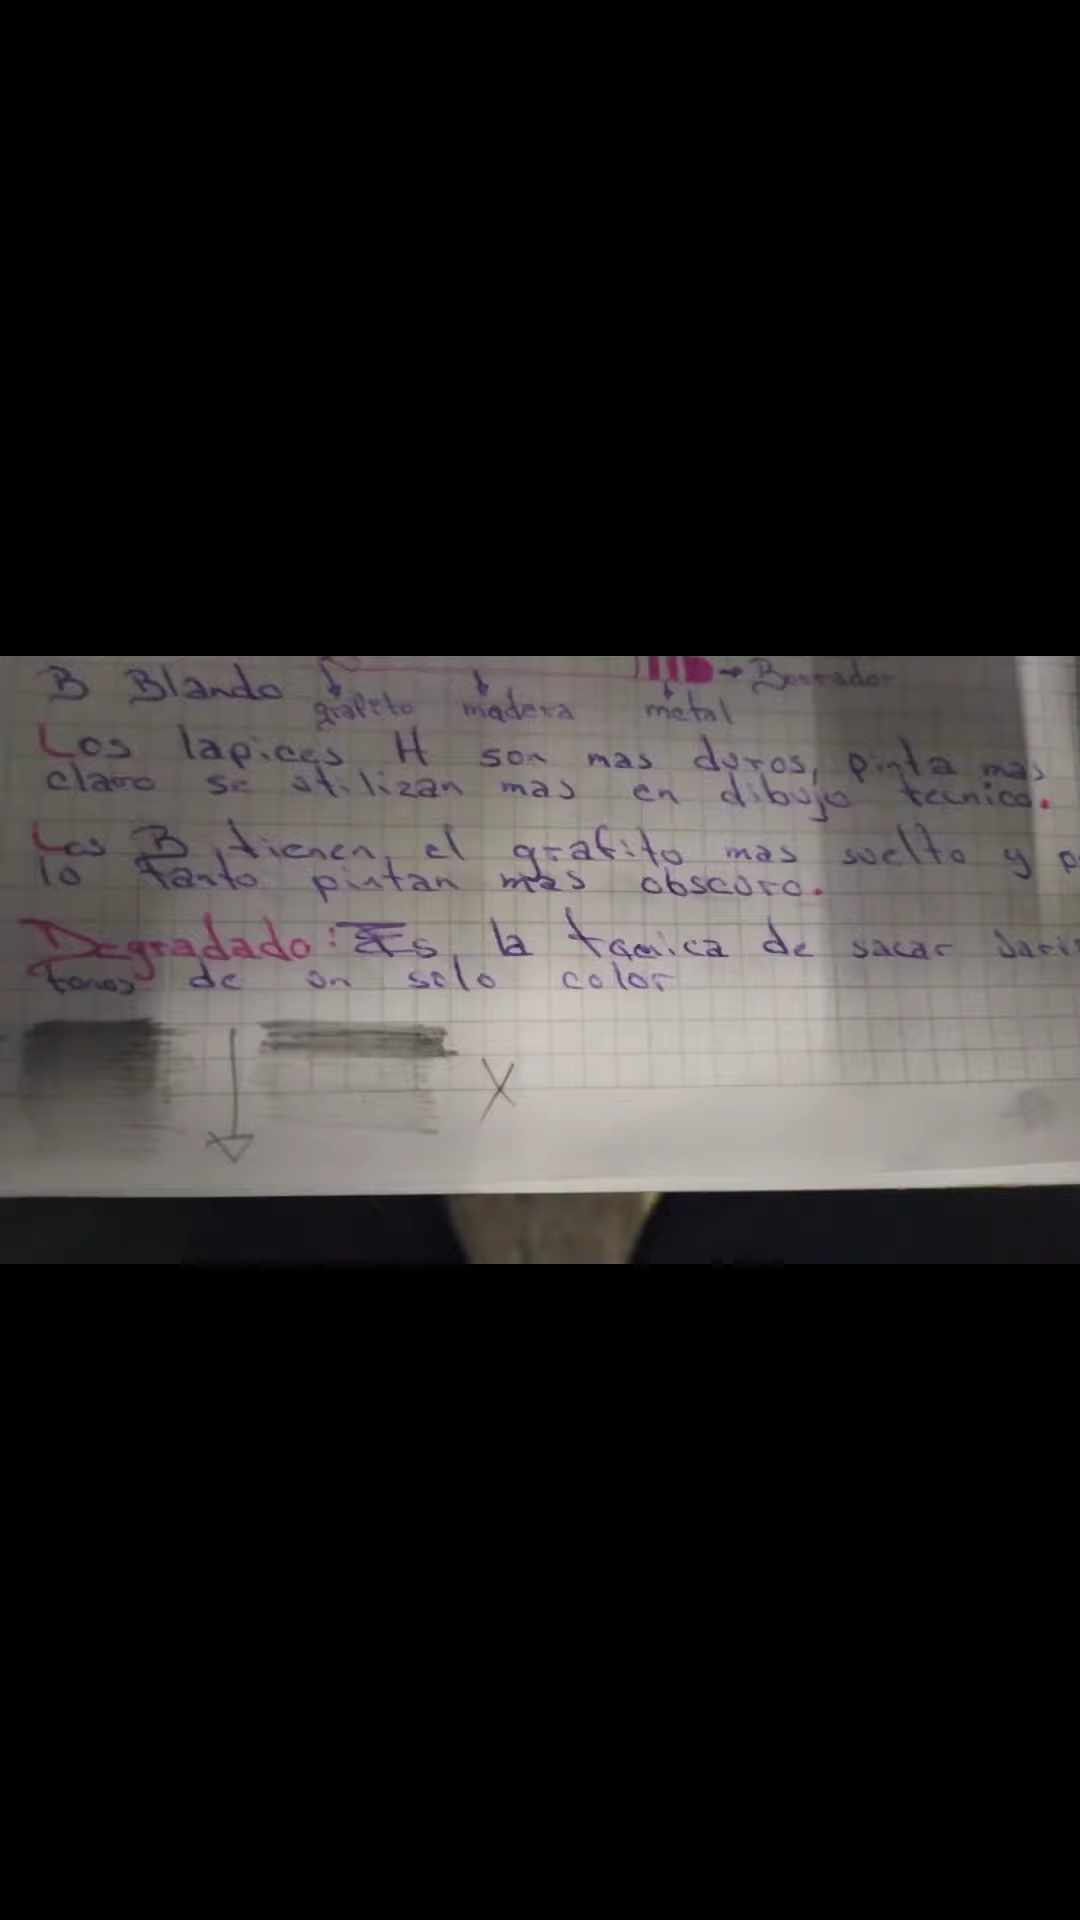 B Blando
grafito madera metal → Borrador
Los lapices H son mas duros, pinta mas
claro se utilizan mas en dibujo tecnico.
Los B tienen el grafito mas suelto y p
lo tanto pintan mas obscuro.
Degradado: Es la tecnica de sacar vari
tonos de un solo color
X